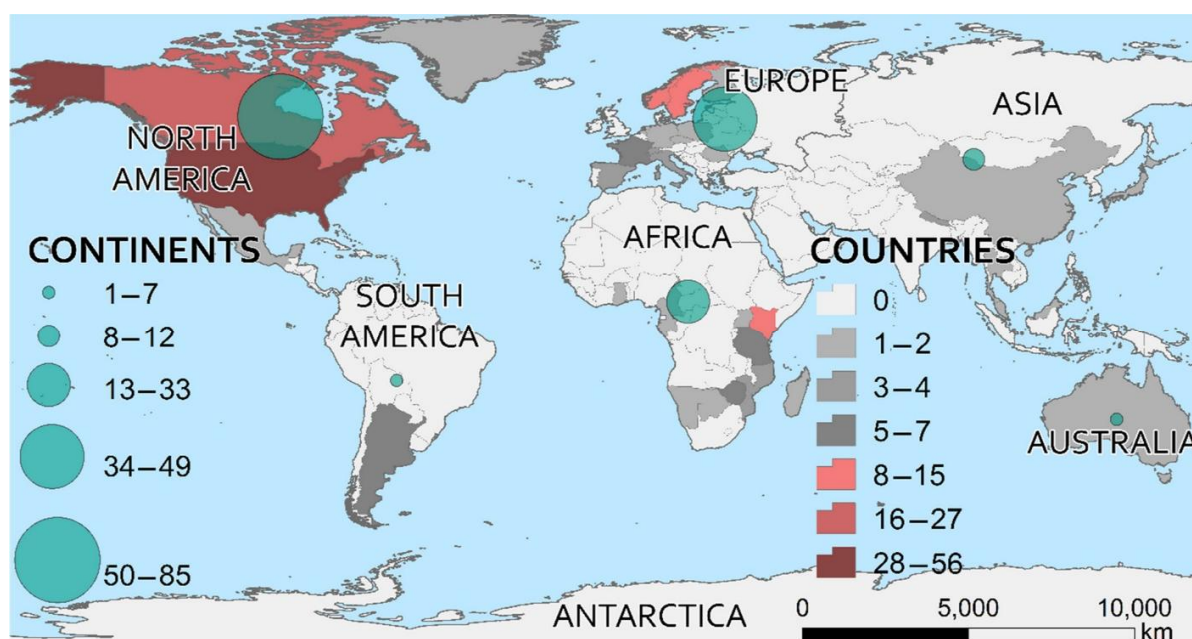 EUROPE
ASIA
NORTH
AMERICA
AFRICA
SOUTH
AMERICA
AUSTRALIA
ANTARCTICA
CONTINENTS
1–7
8–12
13–33
34–49
50–85
COUNTRIES
0
1–2
3–4
5–7
8–15
16–27
28–56
0 5,000 10,000
km